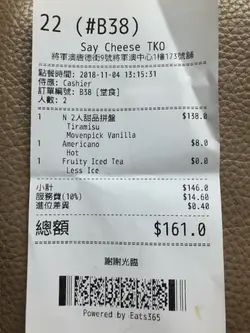 22 (#B38)
Say Cheese TKO
將軍澳唐德街9號將軍澳中心1樓173號舖
點餐時間: 2018-11-04 13:15:31
侍應: Cashier
訂單編號: B38 [堂食]
人數: 2
1 N 2人甜品拼盤 $138.0
Tiramisu
Movenpick Vanilla
1 Americano $8.0
Hot
1 Fruity Iced Tea $0.0
Less Ice
小計 $146.0
服務費(10%) $14.60
進位差異 $0.40
總額 $161.0
謝謝光臨
Powered by Eats365